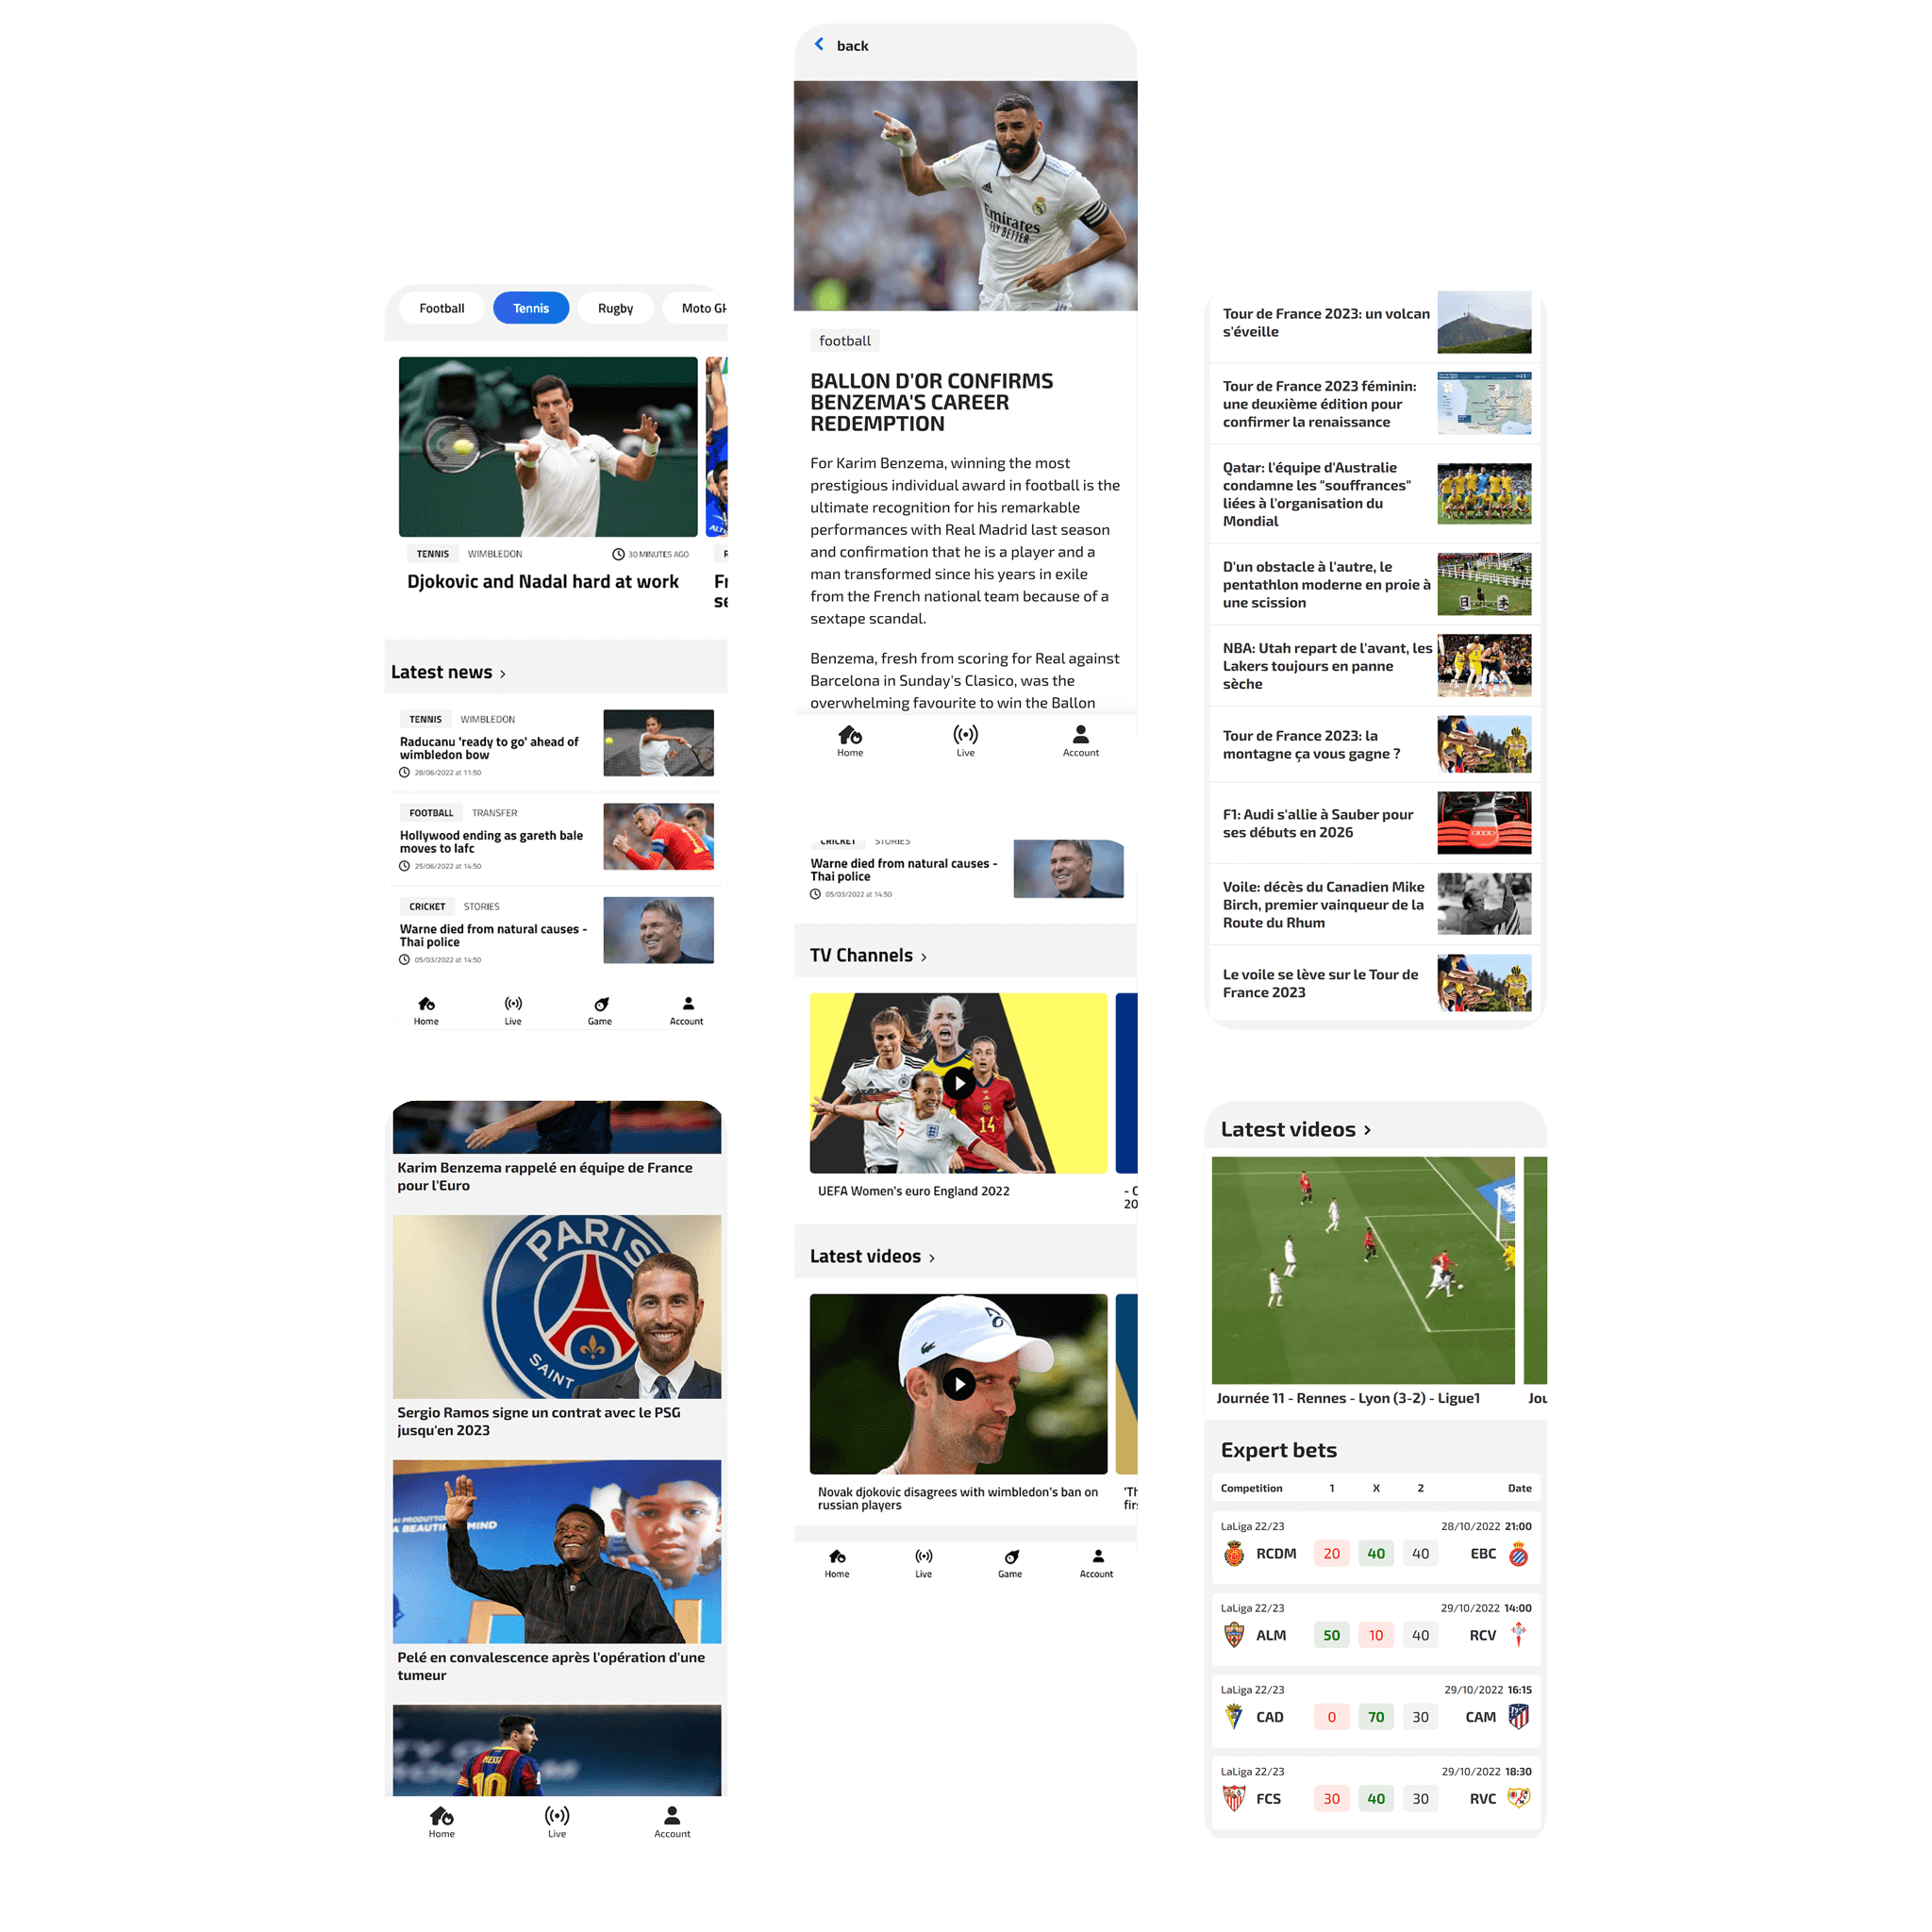 back
Emirates
FLY BETTER
football
BALLON D'OR CONFIRMS
BENZEMA'S CAREER
REDEMPTION
For Karim Benzema, winning the most
prestigious individual award in football is the
ultimate recognition for his remarkable
performances with Real Madrid last season
and confirmation that he is a player and a
man transformed since his years in exile
from the French national team because of a
sextape scandal.
Benzema, fresh from scoring for Real against
Barcelona in Sunday's Clasico, was the
overwhelming favourite to win the Ballon
Home Live Account
Football Tennis Rugby Moto GP
TENNIS WIMBLEDON 30 MINUTES AGO
Djokovic and Nadal hard at work
Fr
se
Latest news >
TENNIS WIMBLEDON
Raducanu 'ready to go' ahead of
wimbledon bow
28/06/2022 at 11:50
FOOTBALL TRANSFER
Hollywood ending as gareth bale
moves to lafc
25/06/2022 at 14:50
CRICKET STORIES
Warne died from natural causes -
Thai police
05/03/2022 at 14:50
Home Live Game Account
Tour de France 2023: un volcan
s'éveille
Tour de France 2023 féminin:
une deuxième édition pour
confirmer la renaissance
Qatar: l'équipe d'Australie
condamne les "souffrances"
liées à l'organisation du
Mondial
D'un obstacle à l'autre, le
pentathlon moderne en proie à
une scission
NBA: Utah repart de l'avant, les
Lakers toujours en panne
sèche
Tour de France 2023: la
montagne ça vous gagne ?
F1: Audi s'allie à Sauber pour
ses débuts en 2026
Voile: décès du Canadien Mike
Birch, premier vainqueur de la
Route du Rhum
Le voile se lève sur le Tour de
France 2023
CRICKET STORIES
Warne died from natural causes -
Thai police
05/03/2022 at 14:50
TV Channels >
7
14
UEFA Women's euro England 2022
- C
20
Latest videos >
Novak djokovic disagrees with wimbledon's ban on
russian players
'Th
firs
Home Live Game Account
Karim Benzema rappelé en équipe de France
pour l'Euro
PARIS
SAINT
Sergio Ramos signe un contrat avec le PSG
jusqu'en 2023
A BEAUTIFUL MIND
Pelé en convalescence après l'opération d'une
tumeur
MESSI
10
Home Live Account
Latest videos >
Journée 11 - Rennes - Lyon (3-2) - Ligue1
Jou
Expert bets
Competition 1 X 2 Date
LaLiga 22/23 28/10/2022 21:00
RCDM 20 40 40 EBC
LaLiga 22/23 29/10/2022 14:00
ALM 50 10 40 RCV
LaLiga 22/23 29/10/2022 16:15
CAD 0 70 30 CAM
LaLiga 22/23 29/10/2022 18:30
FCS 30 40 30 RVC